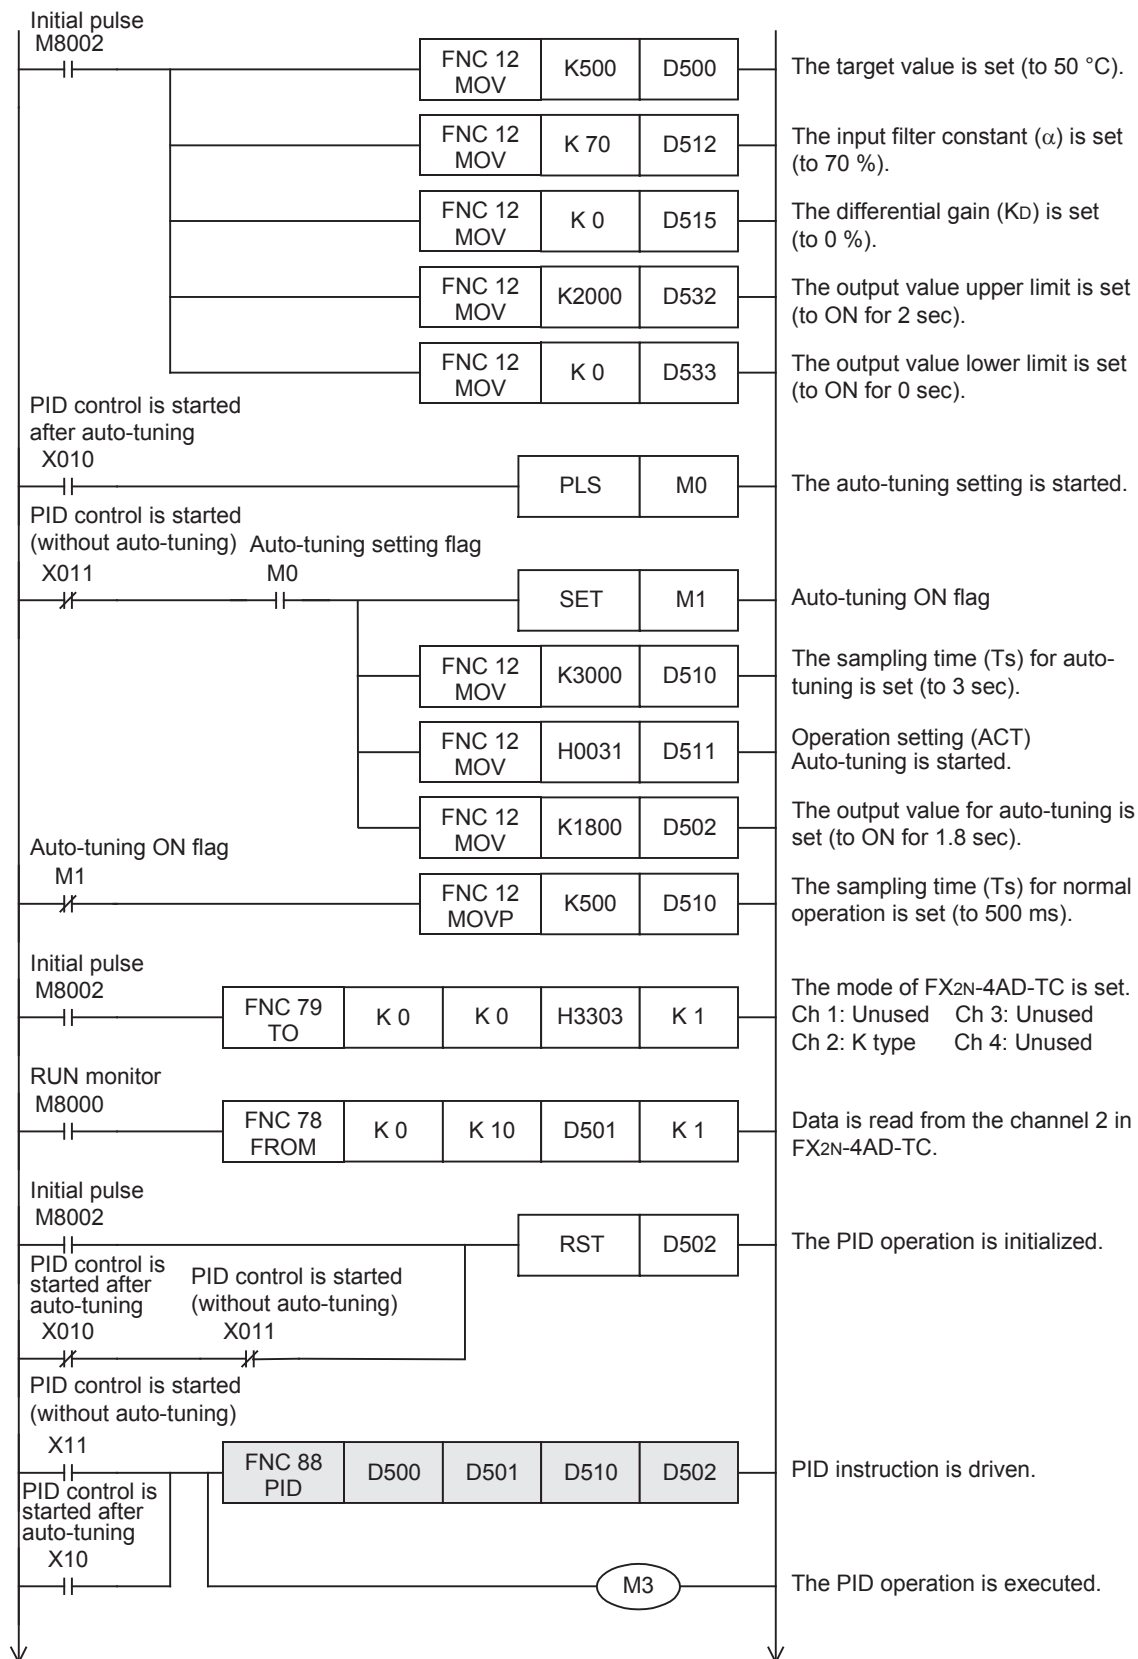 Initial pulse
M8002
FNC 12
MOV
K500
D500
The target value is set (to 50 °C).
FNC 12
MOV
K 70
D512
The input filter constant (α) is set
(to 70 %).
FNC 12
MOV
K 0
D515
The differential gain (KD) is set
(to 0 %).
FNC 12
MOV
K2000
D532
The output value upper limit is set
(to ON for 2 sec).
FNC 12
MOV
K 0
D533
The output value lower limit is set
(to ON for 0 sec).
PID control is started
after auto-tuning
X010
PLS
M0
The auto-tuning setting is started.
PID control is started
(without auto-tuning)
X011
Auto-tuning setting flag
M0
SET
M1
Auto-tuning ON flag
FNC 12
MOV
K3000
D510
The sampling time (Ts) for auto-
tuning is set (to 3 sec).
FNC 12
MOV
H0031
D511
Operation setting (ACT)
Auto-tuning is started.
FNC 12
MOV
K1800
D502
The output value for auto-tuning is
set (to ON for 1.8 sec).
Auto-tuning ON flag
M1
FNC 12
MOVP
K500
D510
The sampling time (Ts) for normal
operation is set (to 500 ms).
Initial pulse
M8002
FNC 79
TO
K 0
K 0
H3303
K 1
The mode of FX2N-4AD-TC is set.
Ch 1: Unused Ch 3: Unused
Ch 2: K type Ch 4: Unused
RUN monitor
M8000
FNC 78
FROM
K 0
K 10
D501
K 1
Data is read from the channel 2 in
FX2N-4AD-TC.
Initial pulse
M8002
RST
D502
The PID operation is initialized.
PID control is
started after
auto-tuning
X010
PID control is started
(without auto-tuning)
X011
PID control is started
(without auto-tuning)
X11
FNC 88
PID
D500
D501
D510
D502
PID instruction is driven.
PID control is
started after
auto-tuning
X10
M3
The PID operation is executed.